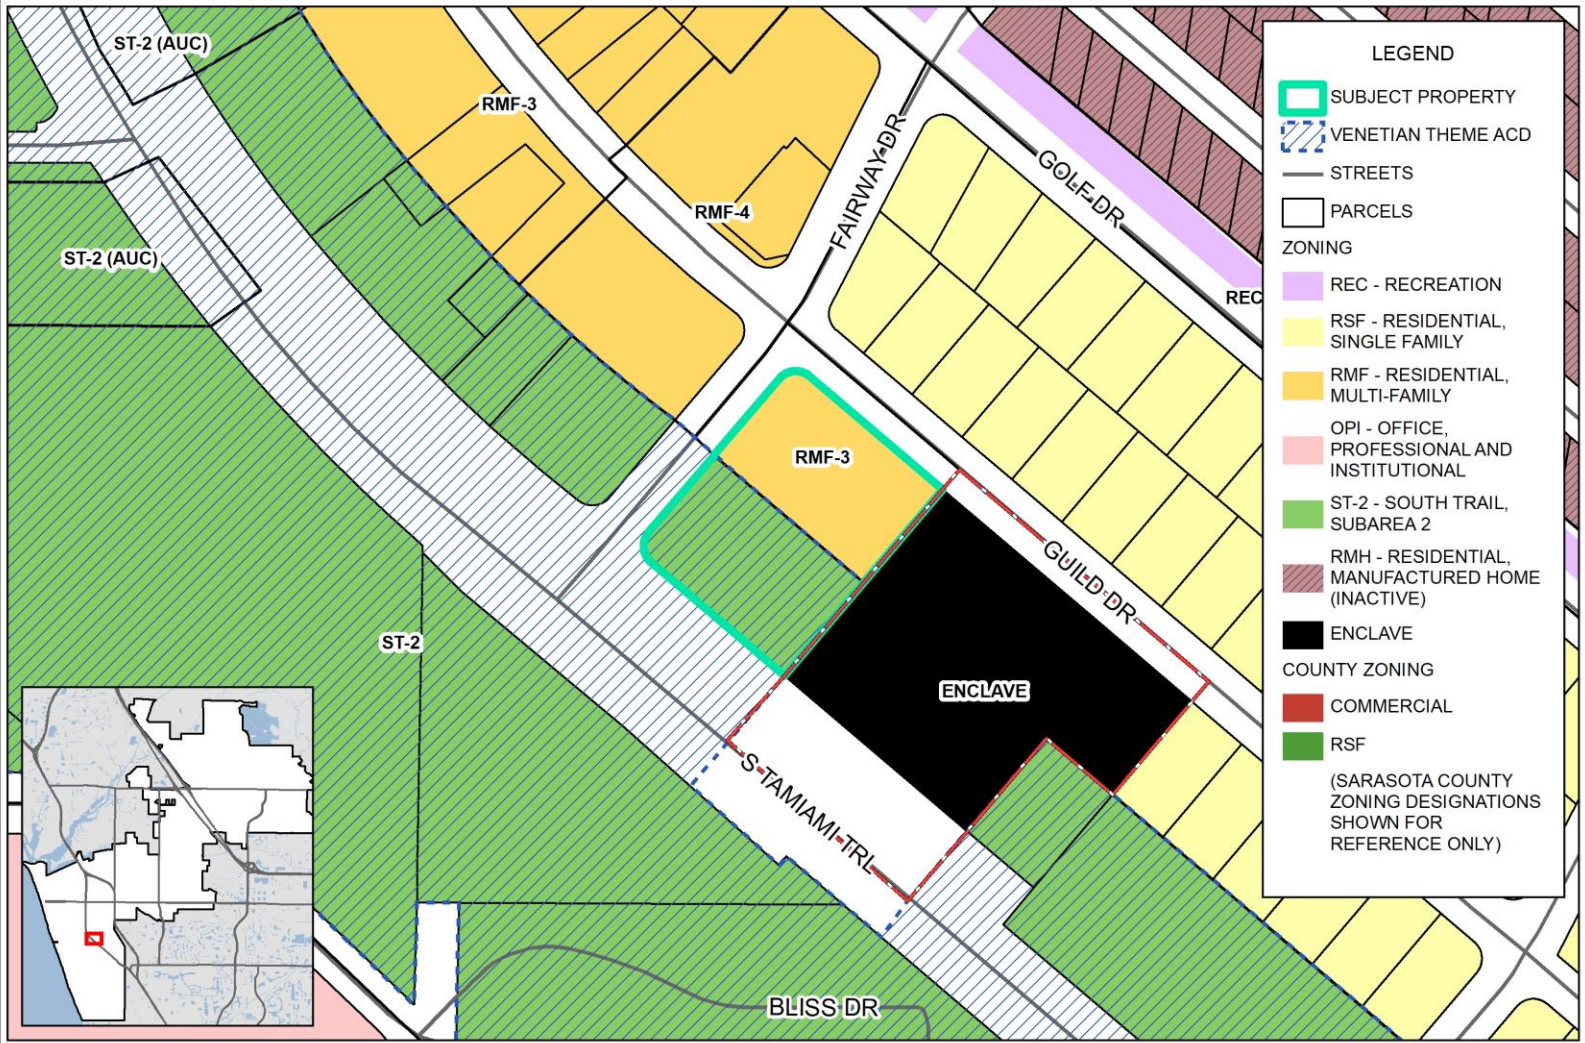 ST-2 (AUC)
RMF-3
ST-2 (AUC)
RMF-4
FAIRWAY DR
GOLF DR
REC
RMF-3
GUILD DR
ST-2
ENCLAVE
S TAMIAMI TRL
BLISS DR
LEGEND
SUBJECT PROPERTY
VENETIAN THEME ACD
STREETS
PARCELS
ZONING
REC - RECREATION
RSF - RESIDENTIAL,
SINGLE FAMILY
RMF - RESIDENTIAL,
MULTI-FAMILY
OPI - OFFICE,
PROFESSIONAL AND
INSTITUTIONAL
ST-2 - SOUTH TRAIL,
SUBAREA 2
RMH - RESIDENTIAL,
MANUFACTURED HOME
(INACTIVE)
ENCLAVE
COUNTY ZONING
COMMERCIAL
RSF
(SARASOTA COUNTY
ZONING DESIGNATIONS
SHOWN FOR
REFERENCE ONLY)